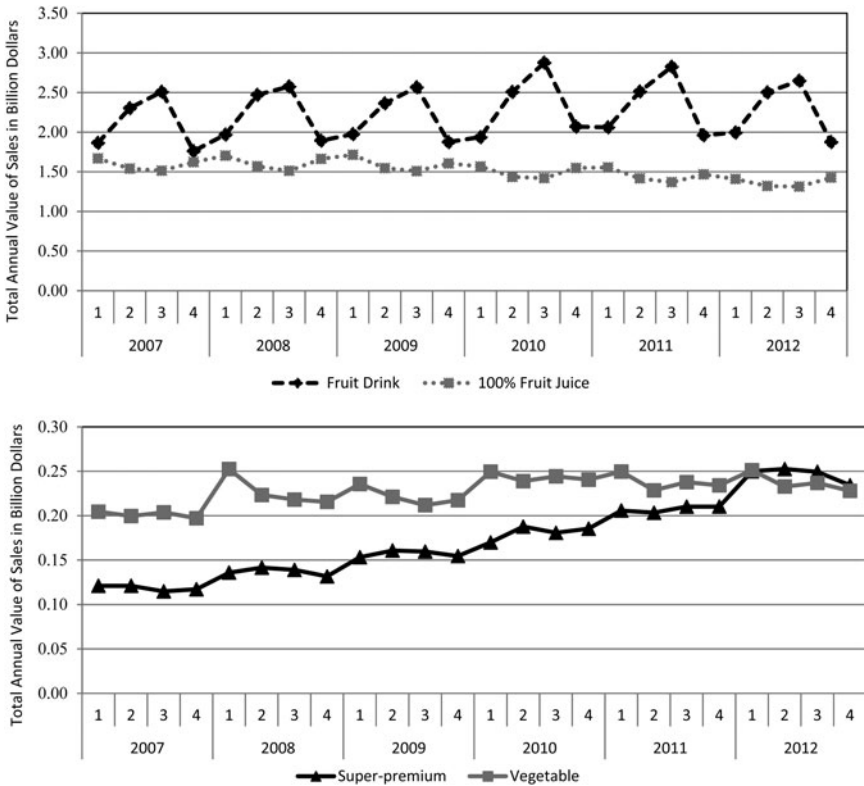 Total Annual Value of Sales in Billion Dollars
3.50
3.00
2.50
2.00
1.50
1.00
0.50
0.00
1 2 3 4 1 2 3 4 1 2 3 4 1 2 3 4 1 2 3 4 1 2 3 4
2007 2008 2009 2010 2011 2012
Fruit Drink 100% Fruit Juice
Total Annual Value of Sales in Billion Dollars
0.30
0.25
0.20
0.15
0.10
0.05
0.00
1 2 3 4 1 2 3 4 1 2 3 4 1 2 3 4 1 2 3 4 1 2 3 4
2007 2008 2009 2010 2011 2012
Super-premium Vegetable